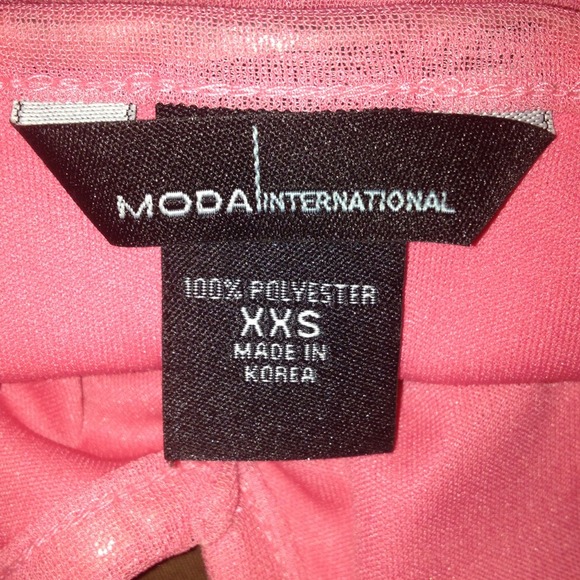 MODA INTERNATIONAL
100% POLYESTER
XXS
MADE IN
KOREA